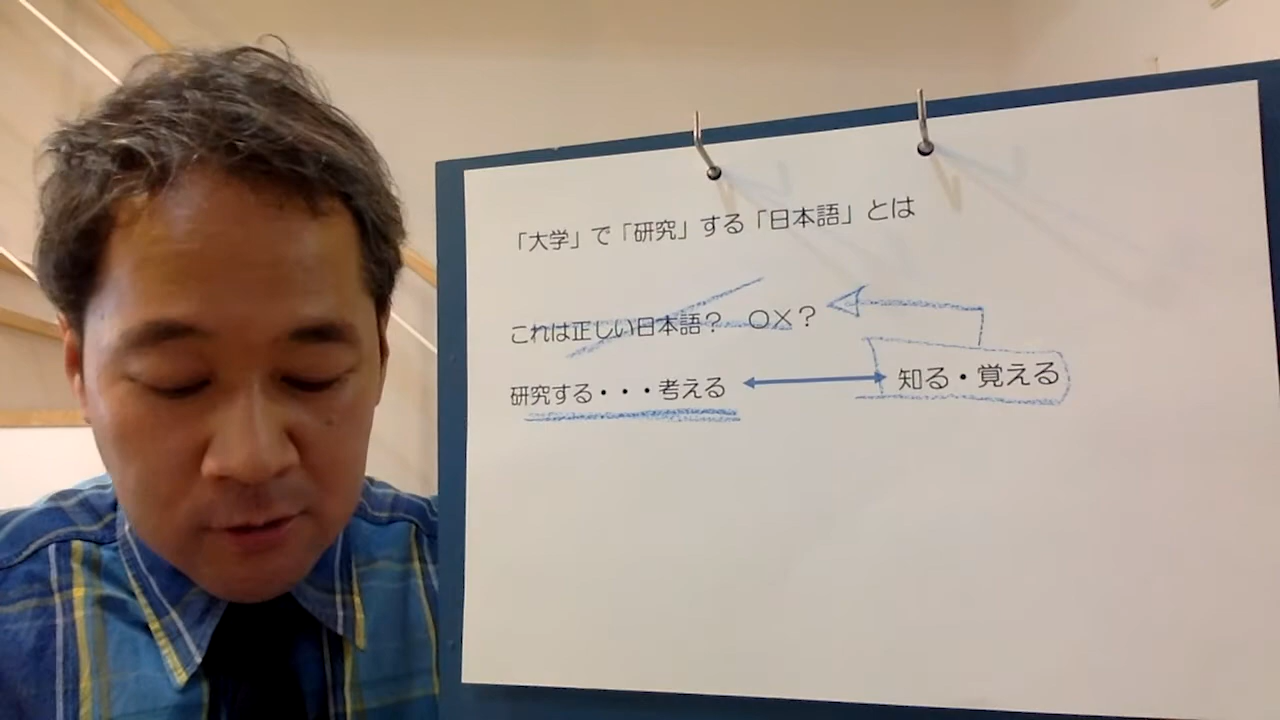 「大学」で「研究」する「日本語」とは
これは正しい日本語？　○×？
研究する・・・考える　知る・覚える